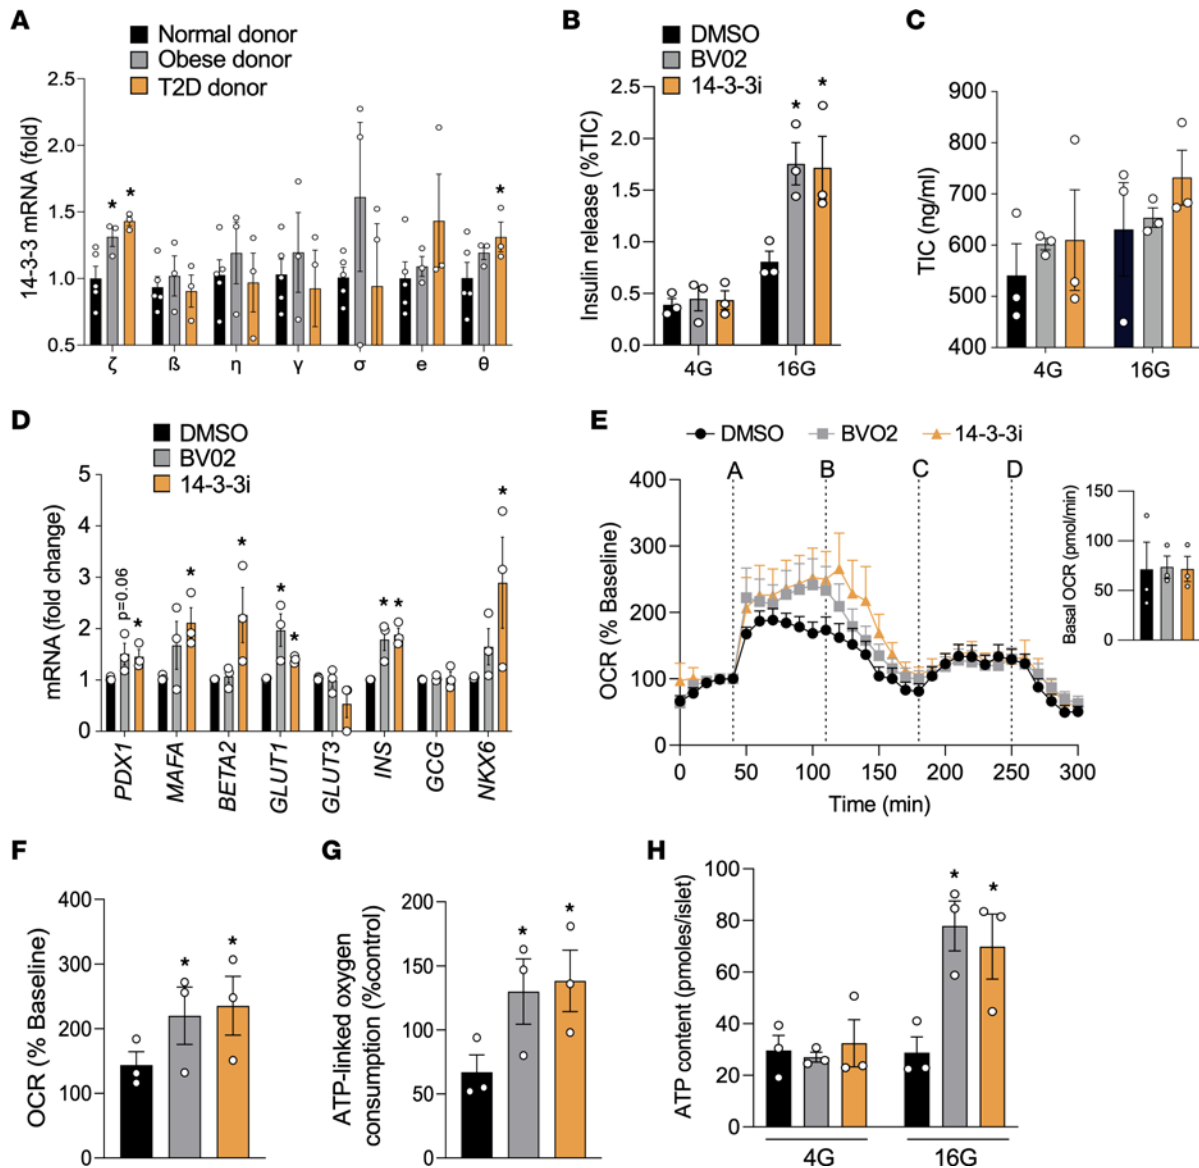 A
Normal donor
Obese donor
T2D donor
14-3-3 mRNA (fold)
2.5
2.0
1.5
1.0
0.5
* * *
ζ ß η γ σ e θ
B
DMSO
BV02
14-3-3i
Insulin release (%TIC)
2.5
2.0
1.5
1.0
0.5
0.0
* *
4G 16G
C
TIC (ng/ml)
900
800
700
600
500
400
4G 16G
D
DMSO
BV02
14-3-3i
mRNA (fold change)
5
4
3
2
1
0
p=0.06
* * * * * * * *
PDX1 MAFA BETA2 GLUT1 GLUT3 INS GCG NKX6
E
DMSO BVO2 14-3-3i
A B C D
OCR (% Baseline)
400
300
200
100
0
0 50 100 150 200 250 300
Time (min)
Basal OCR (pmol/min)
150
100
50
0
F
OCR (% Baseline)
400
300
200
100
0
* *
G
ATP-linked oxygen
consumption (%control)
200
150
100
50
0
* *
H
ATP content (pmoles/islet)
100
80
60
40
20
0
* *
4G 16G